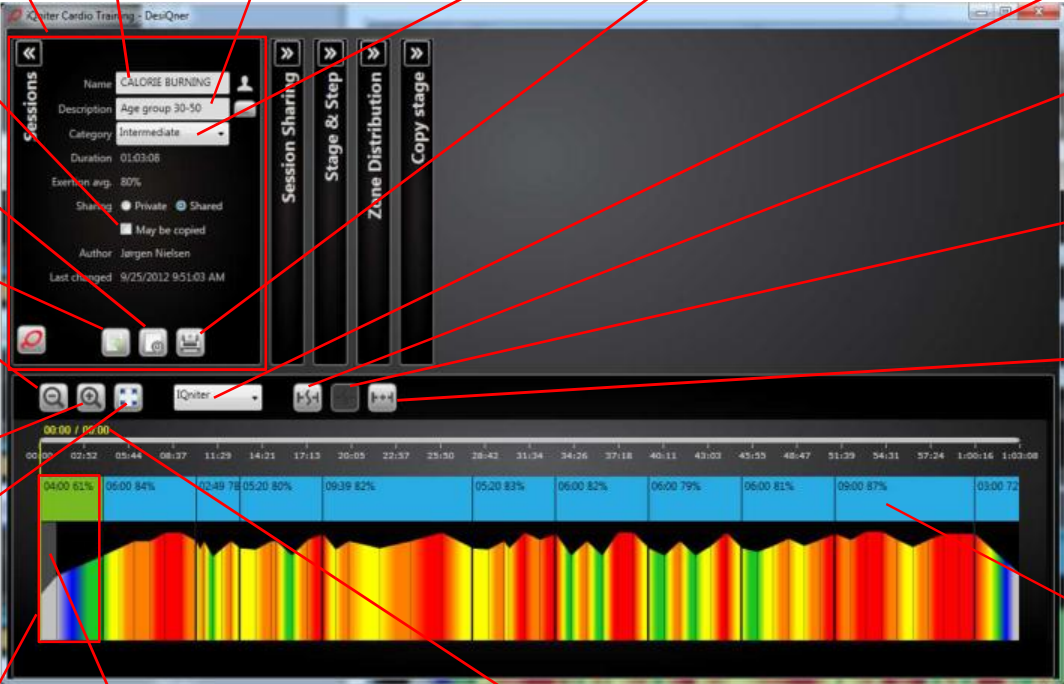 iQniter Cardio Training - DesiQner
sessions
Name CALORIE BURNING
Description Age group 30-50
Category Intermediate
Duration 01:03:08
Exertion avg. 80%
Sharing Private Shared
May be copied
Author Jørgen Nielsen
Last changed 9/25/2012 9:51:03 AM
Session Sharing
Stage & Step
Zone Distribution
Copy stage
IQniter
00:00 / 00:00
00:00 02:52 05:44 08:37 11:29 14:21 17:13 20:05 22:57 25:50 28:42 31:34 34:26 37:18 40:11 43:03 45:55 48:47 51:39 54:31 57:24 1:00:16 1:03:08
04:00 61% 06:00 84% 02:49 78 05:20 80% 09:39 82% 05:20 83% 06:00 82% 06:00 79% 06:00 81% 09:00 87% 03:00 72